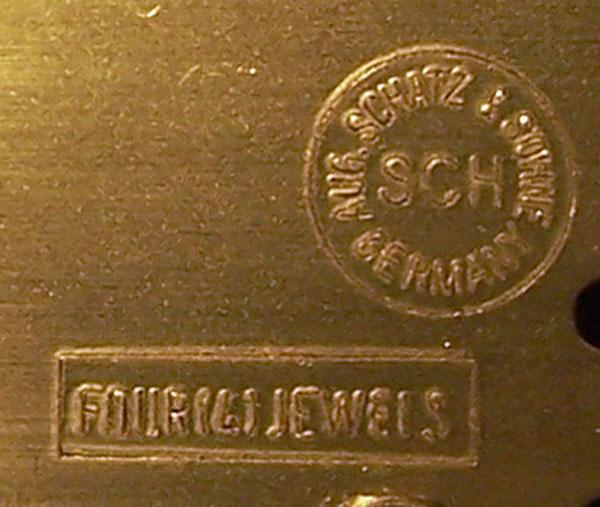 AUG. SCHATZ & SÖHNE
SCH
GERMANY
FOUR (4) JEWELS